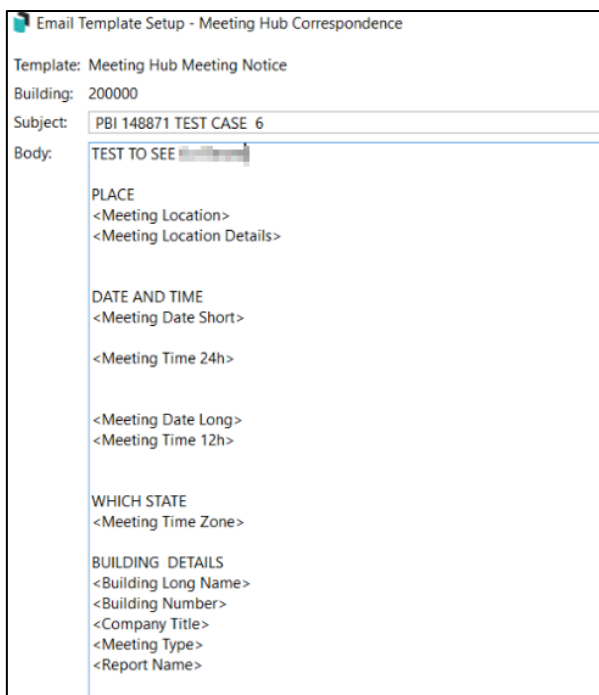 Email Template Setup - Meeting Hub Correspondence
Template: Meeting Hub Meeting Notice
Building: 200000
Subject: PBI 148871 TEST CASE 6
Body: TEST TO SEE
PLACE
<Meeting Location>
<Meeting Location Details>
DATE AND TIME
<Meeting Date Short>
<Meeting Time 24h>
<Meeting Date Long>
<Meeting Time 12h>
WHICH STATE
<Meeting Time Zone>
BUILDING DETAILS
<Building Long Name>
<Building Number>
<Company Title>
<Meeting Type>
<Report Name>